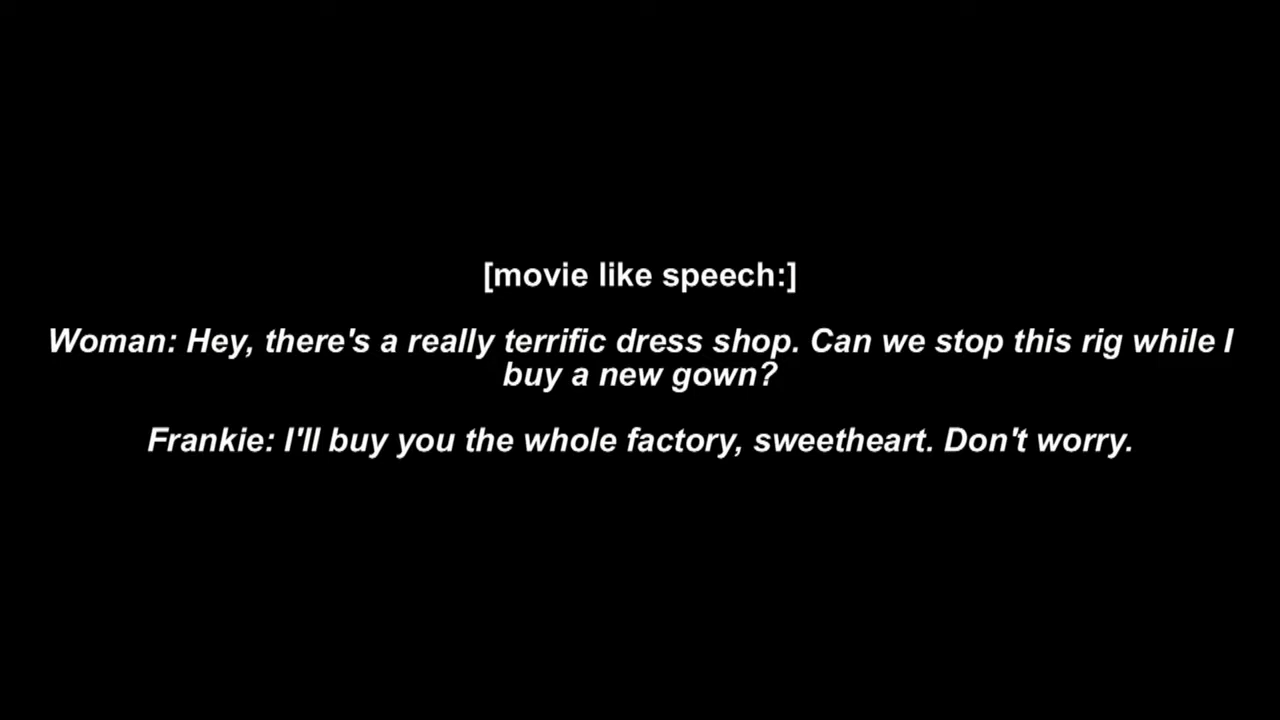 [movie like speech:]
Woman: Hey, there's a really terrific dress shop. Can we stop this rig while I
buy a new gown?
Frankie: I'll buy you the whole factory, sweetheart. Don't worry.